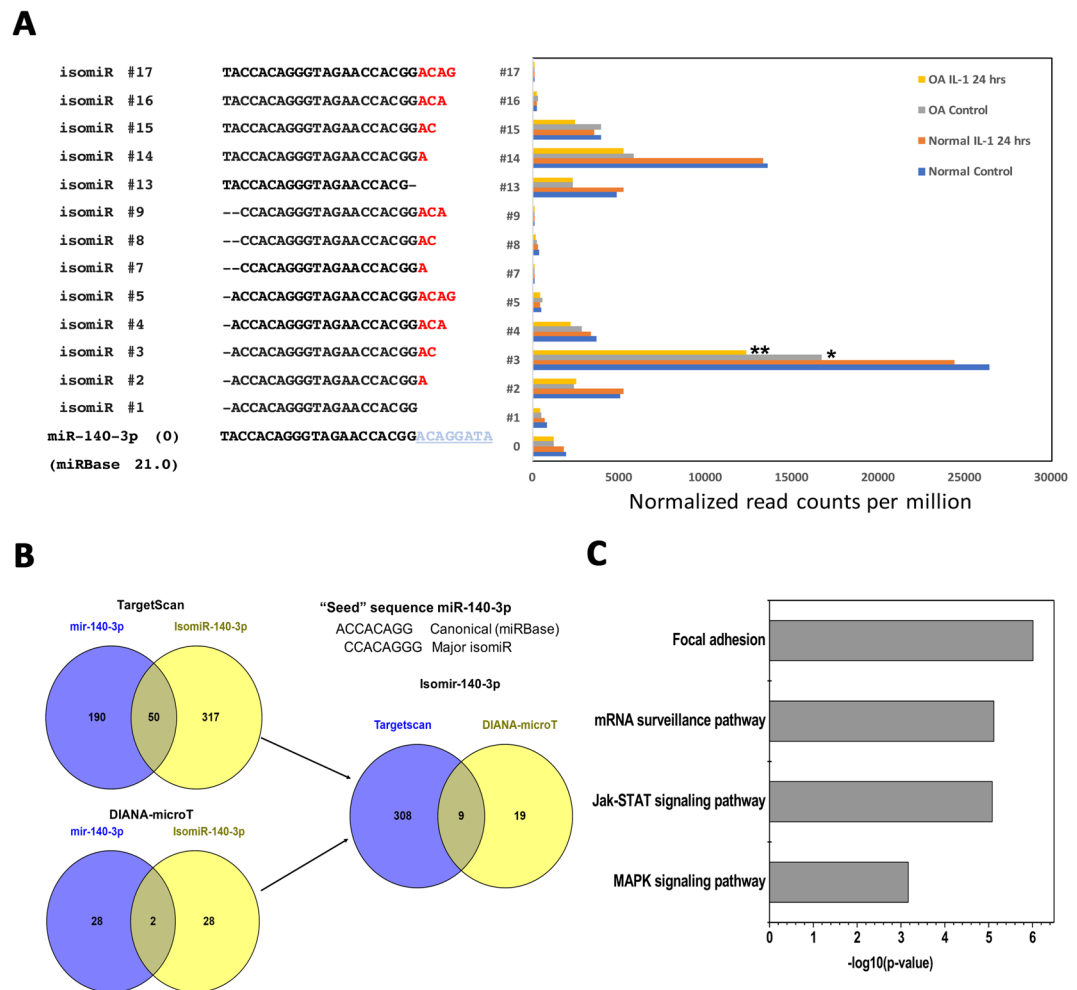 A
isomiR #17 TACCACAGGGTAGAACCACGGACAG
isomiR #16 TACCACAGGGTAGAACCACGGACA
isomiR #15 TACCACAGGGTAGAACCACGGAC
isomiR #14 TACCACAGGGTAGAACCACGGA
isomiR #13 TACCACAGGGTAGAACCACG-
isomiR #9 --CCACAGGGTAGAACCACGGACA
isomiR #8 --CCACAGGGTAGAACCACGGAC
isomiR #7 --CCACAGGGTAGAACCACGGA
isomiR #5 -ACCACAGGGTAGAACCACGGACAG
isomiR #4 -ACCACAGGGTAGAACCACGGACA
isomiR #3 -ACCACAGGGTAGAACCACGGAC
isomiR #2 -ACCACAGGGTAGAACCACGGA
isomiR #1 -ACCACAGGGTAGAACCACGG
miR-140-3p (0) TACCACAGGGTAGAACCACGGACAGGATA
(miRBase 21.0)
#17
#16
#15
#14
#13
#9
#8
#7
#5
#4
#3 ** *
#2
#1
0
OA IL-1 24 hrs
OA Control
Normal IL-1 24 hrs
Normal Control
0 5000 10000 15000 20000 25000 30000
Normalized read counts per million
B
TargetScan
mir-140-3p IsomiR-140-3p
190 50 317
DIANA-microT
mir-140-3p IsomiR-140-3p
28 2 28
“Seed” sequence miR-140-3p
ACCACAGG Canonical (miRBase)
CCACAGGG Major isomiR
Isomir-140-3p
Targetscan DIANA-microT
308 9 19
C
Focal adhesion
mRNA surveillance pathway
Jak-STAT signaling pathway
MAPK signaling pathway
0 1 2 3 4 5 6
-log10(p-value)